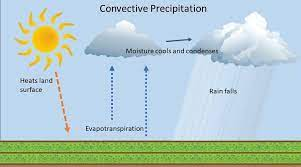 Convective Precipitation
Moisture cools and condenses
Heats land
surface
Rain falls
Evapotranspiration